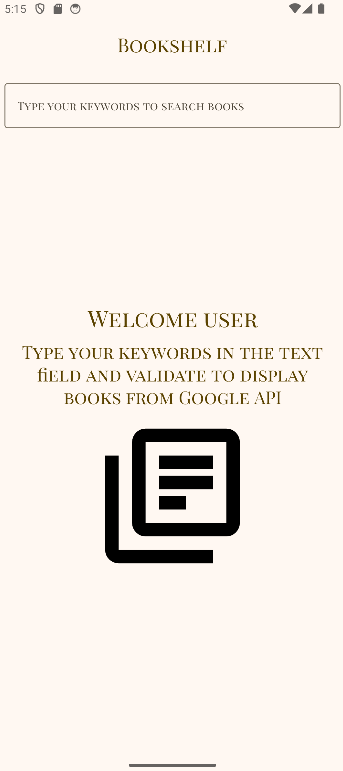 5:15
Bookshelf
Type your keywords to search books
Welcome user
Type your keywords in the text
field and validate to display
books from Google API